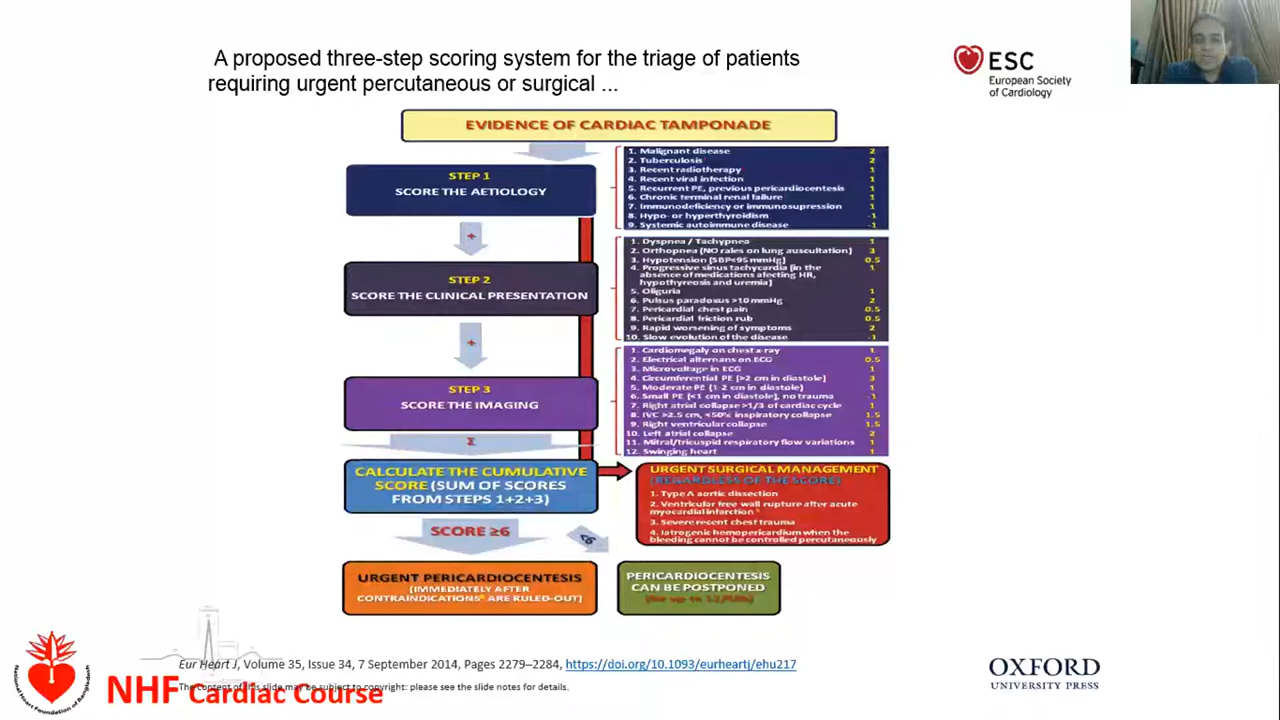 A proposed three-step scoring system for the triage of patients
requiring urgent percutaneous or surgical ...
ESC
European Society
of Cardiology
EVIDENCE OF CARDIAC TAMPONADE
STEP 1
SCORE THE AETIOLOGY
1. Malignant disease 2
2. Tuberculosis 2
3. Recent radiotherapy 1
4. Recent viral infection 1
5. Recurrent PE, previous pericardiocentesis 1
6. Chronic terminal renal failure 1
7. Immunodeficiency or immunosupression 1
8. Hypo- or hyperthyroidism -1
9. Systemic autoimmune disease -1
+
STEP 2
SCORE THE CLINICAL PRESENTATION
1. Dyspnea / Tachypnea 1
2. Orthopnea (NO rales on lung auscultation) 3
3. Hypotension (SBP<95 mmHg) 0.5
4. Progressive sinus tachycardia (in the 1
absence of medications afecting HR,
hypothyreosis and uremia)
5. Oliguria 1
6. Pulsus paradoxus >10 mmHg 2
7. Pericardial chest pain 0.5
8. Pericardial friction rub 0.5
9. Rapid worsening of symptoms 2
10. Slow evolution of the disease -1
+
STEP 3
SCORE THE IMAGING
1. Cardiomegaly on chest x-ray 1
2. Electrical alternans on ECG 0.5
3. Microvoltage in ECG 1
4. Circumferential PE (>2 cm in diastole) 3
5. Moderate PE (1-2 cm in diastole) 1
6. Small PE (<1 cm in diastole), no trauma -1
7. Right atrial collapse >1/3 of cardiac cycle 1
8. IVC >2.5 cm, <50% inspiratory collapse 1.5
9. Right ventricular collapse 1.5
10. Left atrial collapse 2
11. Mitral/tricuspid respiratory flow variations 1
12. Swinging heart 1
Σ
CALCULATE THE CUMULATIVE
SCORE (SUM OF SCORES
FROM STEPS 1+2+3)
URGENT SURGICAL MANAGEMENT
(REGARDLESS OF THE SCORE)
1. Type A aortic dissection
2. Ventricular free wall rupture after acute
myocardial infarction
3. Severe recent chest trauma
4. Iatrogenic hemopericardium when the
bleeding cannot be controlled percutaneously
SCORE ≥6
<6
URGENT PERICARDIOCENTESIS
(IMMEDIATELY AFTER
CONTRAINDICATIONS ARE RULED-OUT)
PERICARDIOCENTESIS
CAN BE POSTPONED
Eur Heart J, Volume 35, Issue 34, 7 September 2014, Pages 2279–2284, https://doi.org/10.1093/eurheartj/ehu217
The content of this slide may be subject to copyright: please see the slide notes for details.
NHF Cardiac Course
OXFORD
UNIVERSITY PRESS